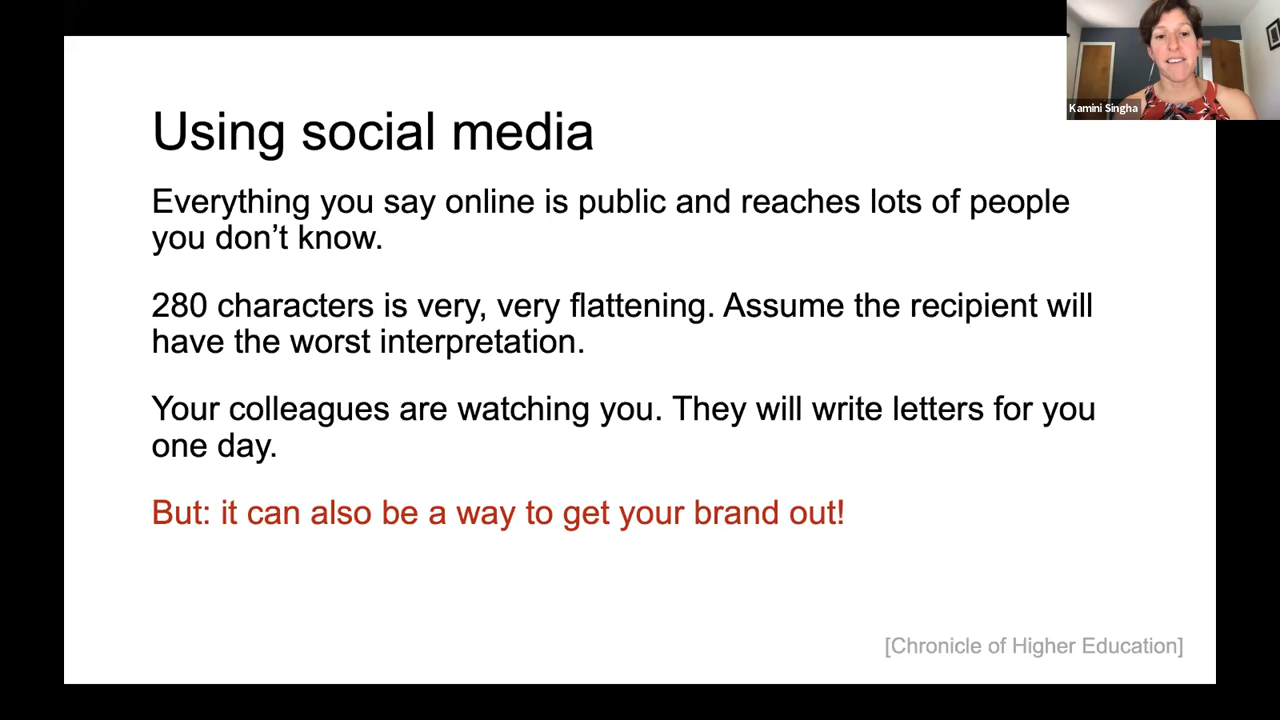 Kamini Singha
Using social media
Everything you say online is public and reaches lots of people
you don’t know.
280 characters is very, very flattening. Assume the recipient will
have the worst interpretation.
Your colleagues are watching you. They will write letters for you
one day.
But: it can also be a way to get your brand out!
[Chronicle of Higher Education]